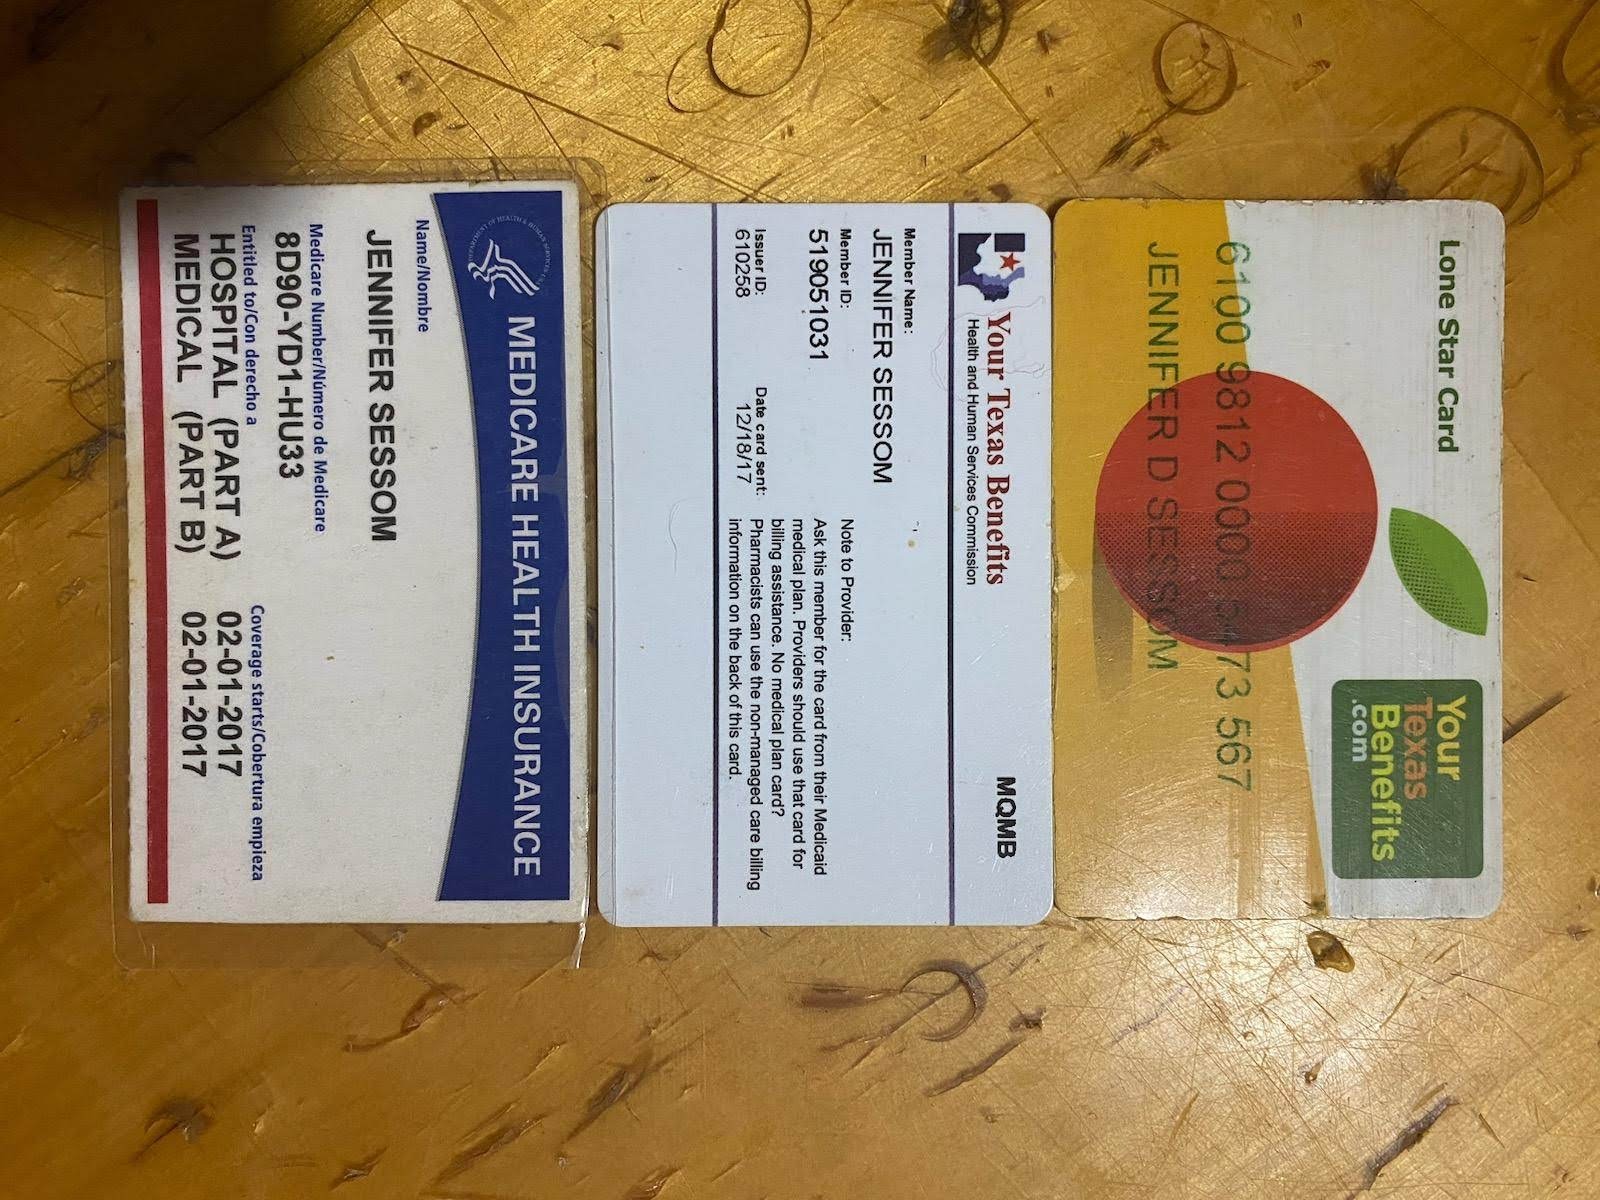 Lone Star Card
Your
Texas
Benefits
.com
6100 9812 0000 567
JENNIFER D SESSOM
Your Texas Benefits
Health and Human Services Commission
MQMB
Member Name:
JENNIFER SESSOM
Member ID:
519051031
Issuer ID:
610258
Date card sent:
12/18/17
Note to Provider:
Ask this member for the card from their Medicaid
medical plan. Providers should use that card for
billing assistance. No medical plan card?
Pharmacists can use the non-managed care billing
information on the back of this card.
MEDICARE HEALTH INSURANCE
Name/Nombre
JENNIFER SESSOM
Medicare Number/Número de Medicare
8D90-YD1-HU33
Entitled to/Con derecho a
Coverage starts/Cobertura empieza
HOSPITAL (PART A) 02-01-2017
MEDICAL (PART B) 02-01-2017